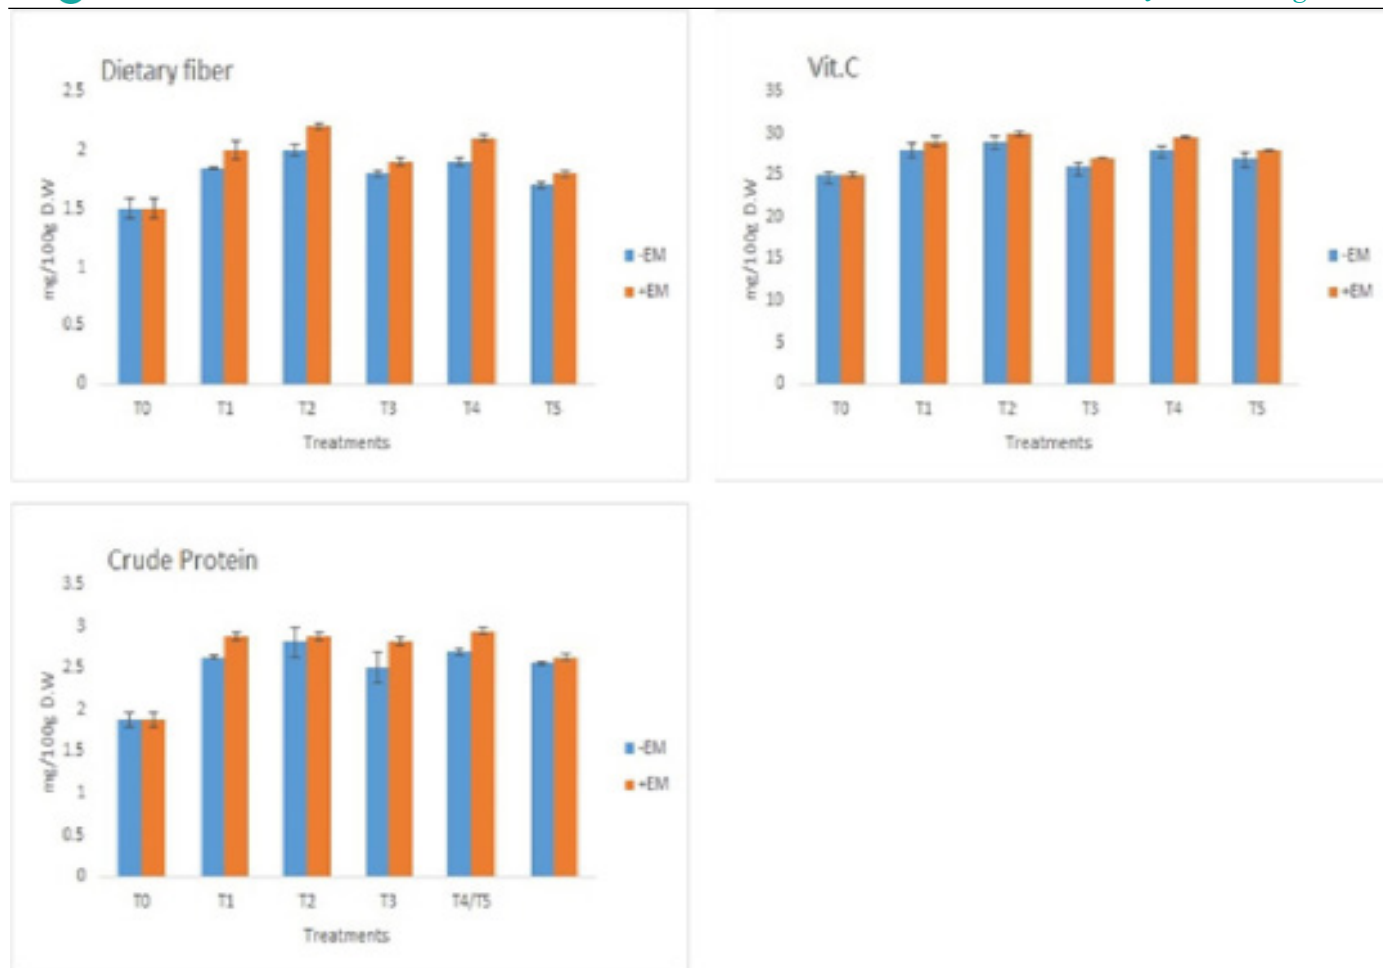 Dietary fiber
2.5
2
1.5
1
0.5
0
mg/100g D.W
T0 T1 T2 T3 T4 T5
Treatments
-EM
+EM
Vit.C
35
30
25
20
15
10
5
0
mg/100g D.W
T0 T1 T2 T3 T4 T5
Treatments
-EM
+EM
Crude Protein
3.5
3
2.5
2
1.5
1
0.5
0
mg/100g D.W
T0 T1 T2 T3 T4/T5
Treatments
-EM
+EM